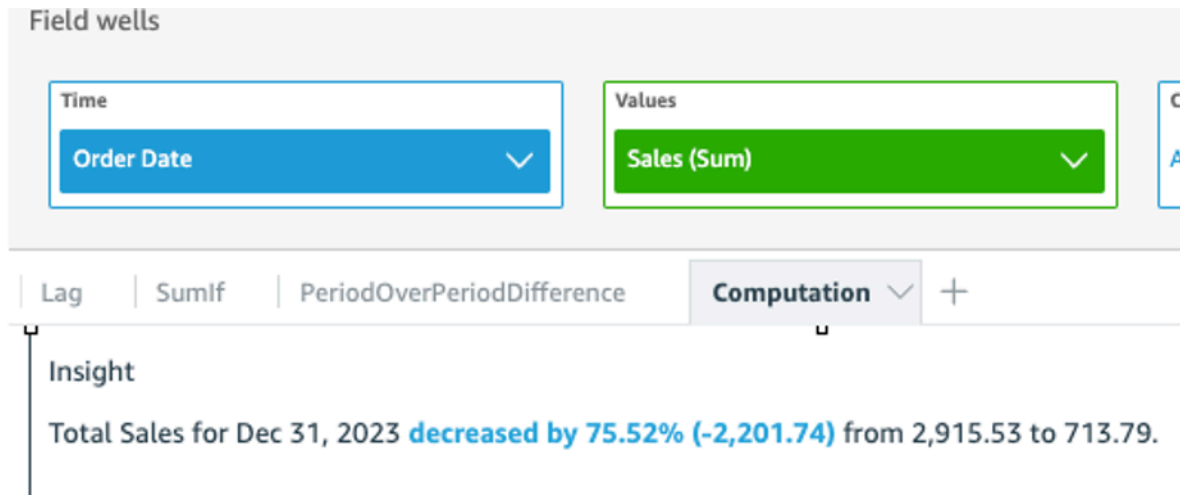 Field wells
Time
Values
Order Date
Sales (Sum)
Lag
SumIf
PeriodOverPeriodDifference
Computation
Insight
Total Sales for Dec 31, 2023 decreased by 75.52% (-2,201.74) from 2,915.53 to 713.79.